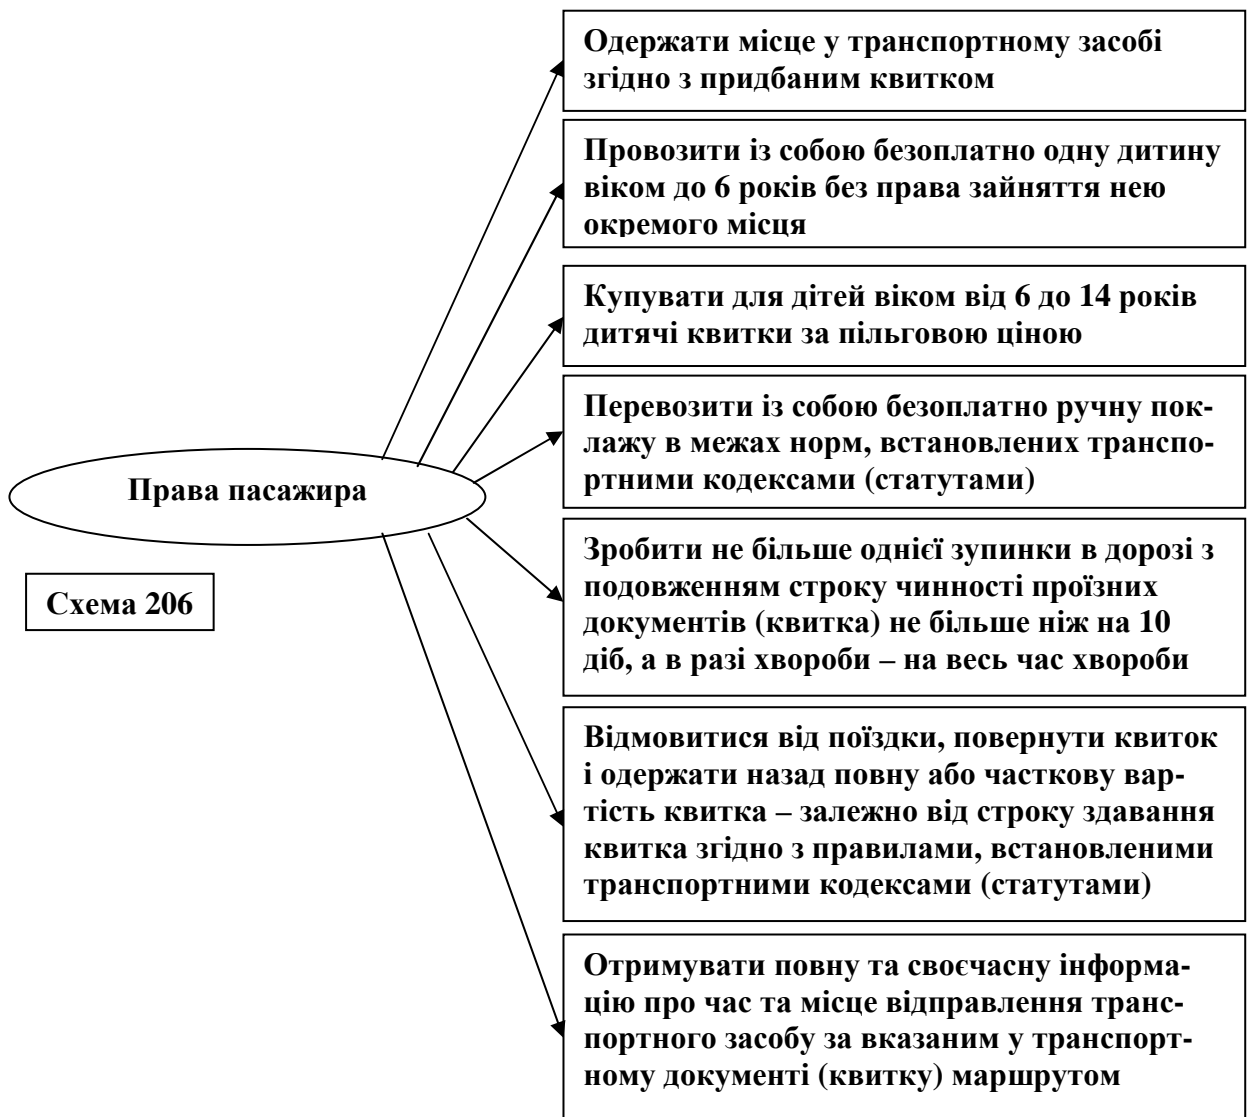 Одержати місце у транспортному засобі
згідно з придбаним квитком
Провозити із собою безоплатно одну дитину
віком до 6 років без права зайняття нею
окремого місця
Купувати для дітей віком від 6 до 14 років
дитячі квитки за пільговою ціною
Перевозити із собою безоплатно ручну пок-
лажу в межах норм, встановлених транспо-
ртними кодексами (статутами)
Права пасажира
Зробити не більше однієї зупинки в дорозі з
подовженням строку чинності проїзних
документів (квитка) не більше ніж на 10
діб, а в разі хвороби – на весь час хвороби
Схема 206
Відмовитися від поїздки, повернути квиток
і одержати назад повну або часткову вар-
тість квитка – залежно від строку здавання
квитка згідно з правилами, встановленими
транспортними кодексами (статутами)
Отримувати повну та своєчасну інформа-
цію про час та місце відправлення транс-
портного засобу за вказаним у транспорт-
ному документі (квитку) маршрутом